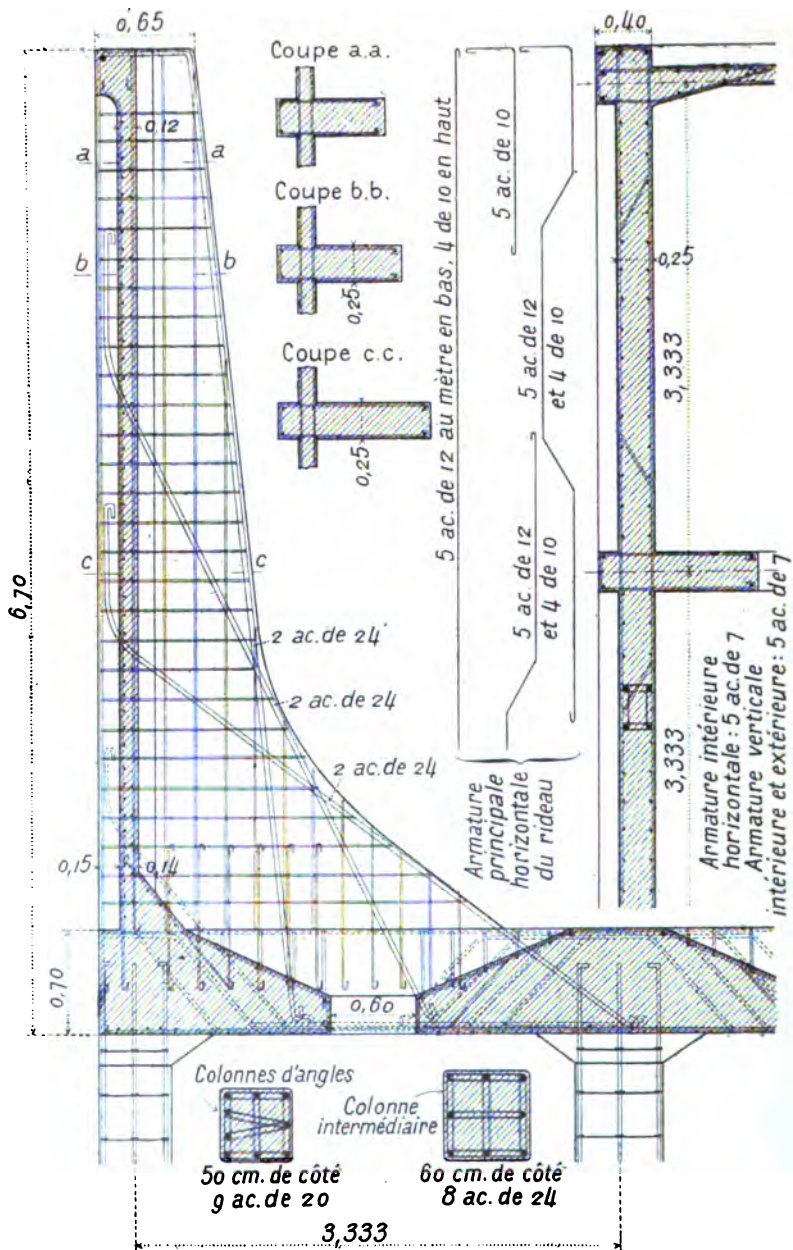 0,65
Coupe a.a.
0,12
a
a
Coupe b.b.
b
b
0,25
Coupe c.c.
0,25
c
c
6,70
2 ac. de 24
2 ac. de 24
2 ac. de 24
0,15
0,14
0,70
0,60
5 ac. de 12 au mètre en bas, 4 de 10 en haut
5 ac. de 10
5 ac. de 12
et 4 de 10
5 ac. de 12
et 4 de 10
Armature
principale
horizontale
du rideau
0,40
0,25
3,333
3,333
Armature intérieure
horizontale : 5 ac. de 7
Armature verticale
intérieure et extérieure: 5 ac. de 7
Colonnes d'angles
50 cm. de côté
9 ac. de 20
Colonne
intermédiaire
60 cm. de côté
8 ac. de 24
3,333